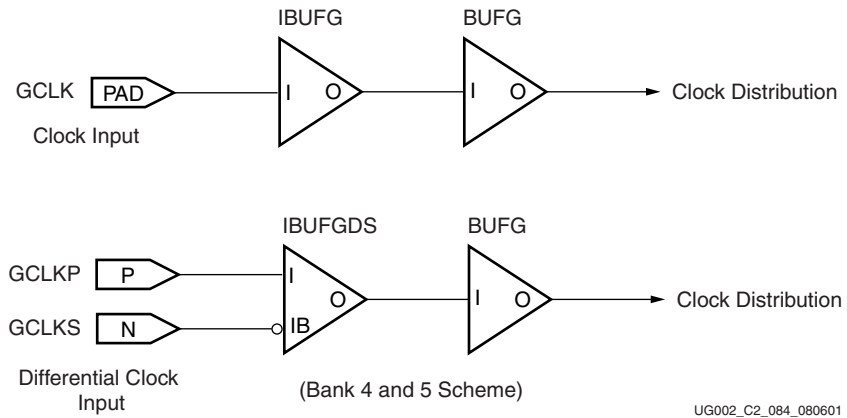 IBUFG
BUFG
GCLK
PAD
I
O
I
O
Clock Distribution
Clock Input
IBUFGDS
BUFG
GCLKP
P
I
O
I
O
Clock Distribution
GCLKS
N
IB
Differential Clock
Input
(Bank 4 and 5 Scheme)
UG002_C2_084_080601